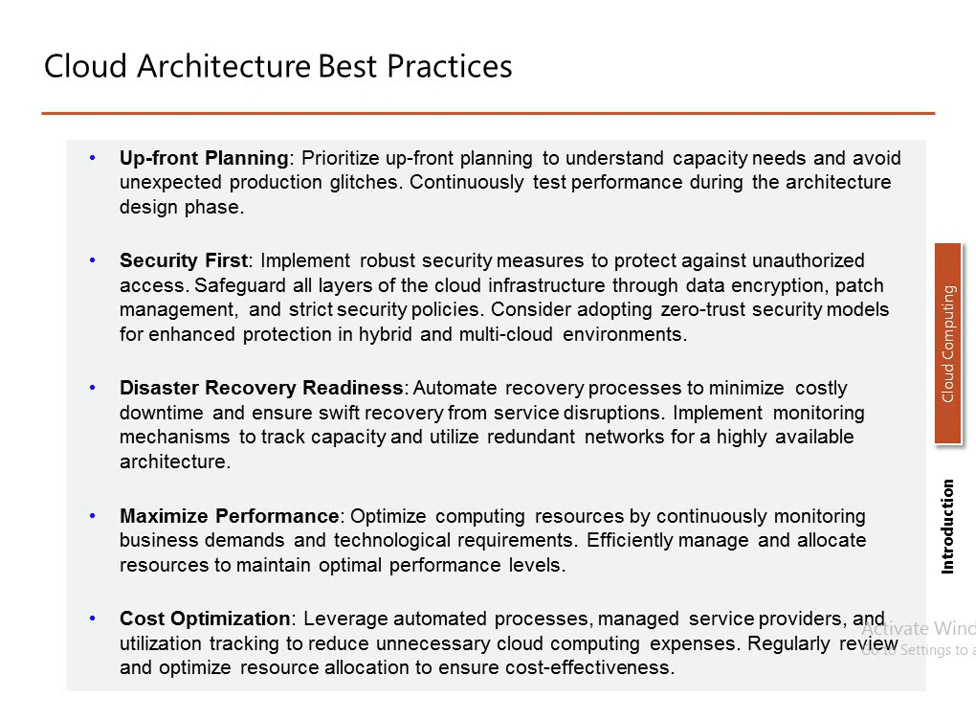 Cloud Architecture Best Practices
• Up-front Planning: Prioritize up-front planning to understand capacity needs and avoid
unexpected production glitches. Continuously test performance during the architecture
design phase.
• Security First: Implement robust security measures to protect against unauthorized
access. Safeguard all layers of the cloud infrastructure through data encryption, patch
management, and strict security policies. Consider adopting zero-trust security models
for enhanced protection in hybrid and multi-cloud environments.
• Disaster Recovery Readiness: Automate recovery processes to minimize costly
downtime and ensure swift recovery from service disruptions. Implement monitoring
mechanisms to track capacity and utilize redundant networks for a highly available
architecture.
• Maximize Performance: Optimize computing resources by continuously monitoring
business demands and technological requirements. Efficiently manage and allocate
resources to maintain optimal performance levels.
• Cost Optimization: Leverage automated processes, managed service providers, and
utilization tracking to reduce unnecessary cloud computing expenses. Regularly review
and optimize resource allocation to ensure cost-effectiveness.
Cloud Computing
Introduction
Activate Wind
Go to Settings to a